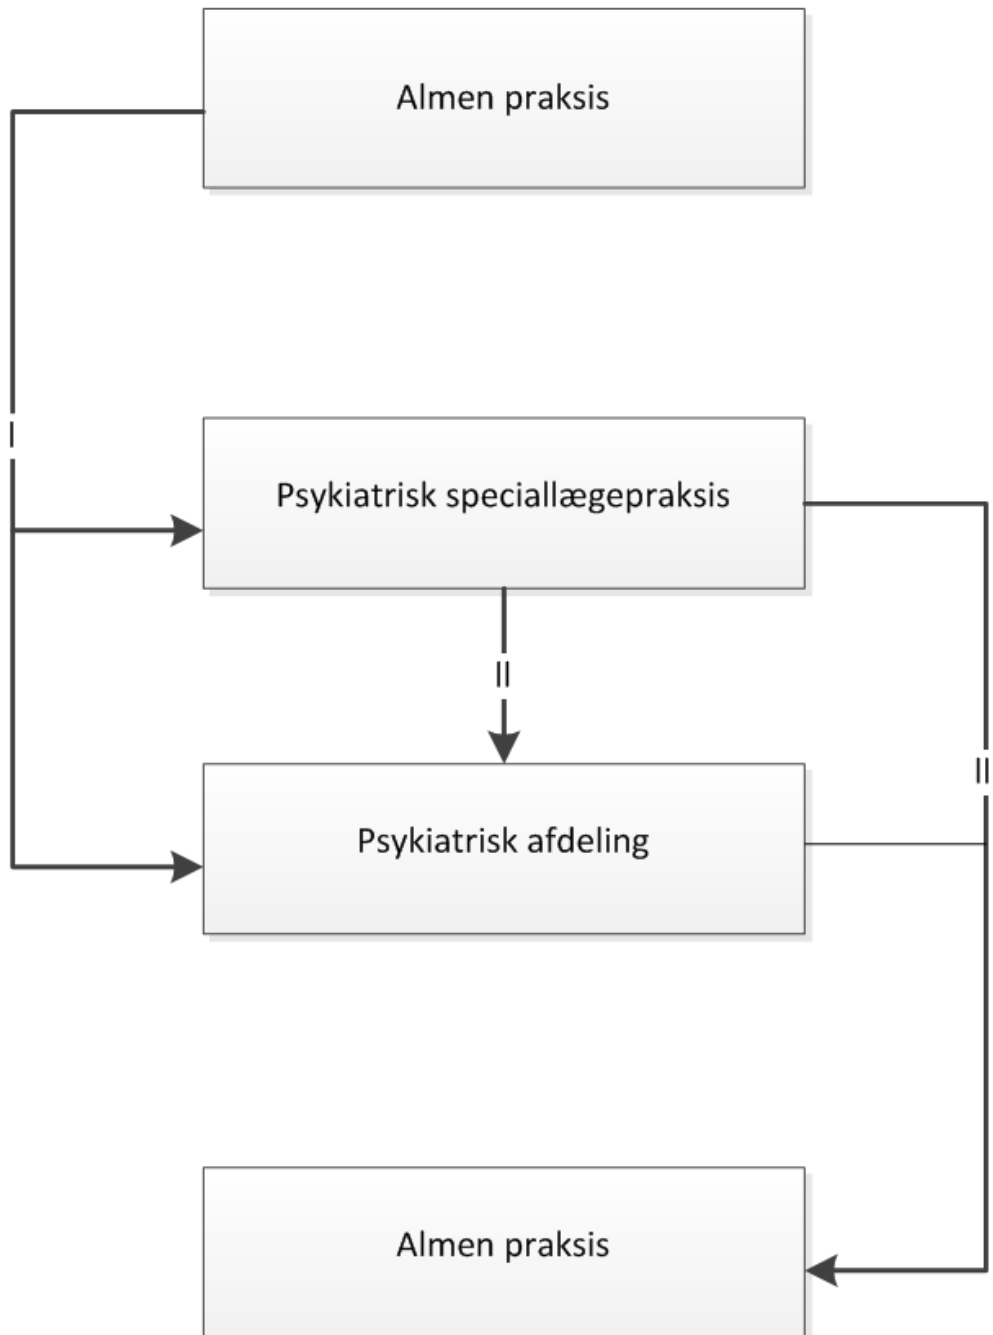 Almen praksis
I
Psykiatrisk speciallægepraksis
II
II
Psykiatrisk afdeling
Almen praksis